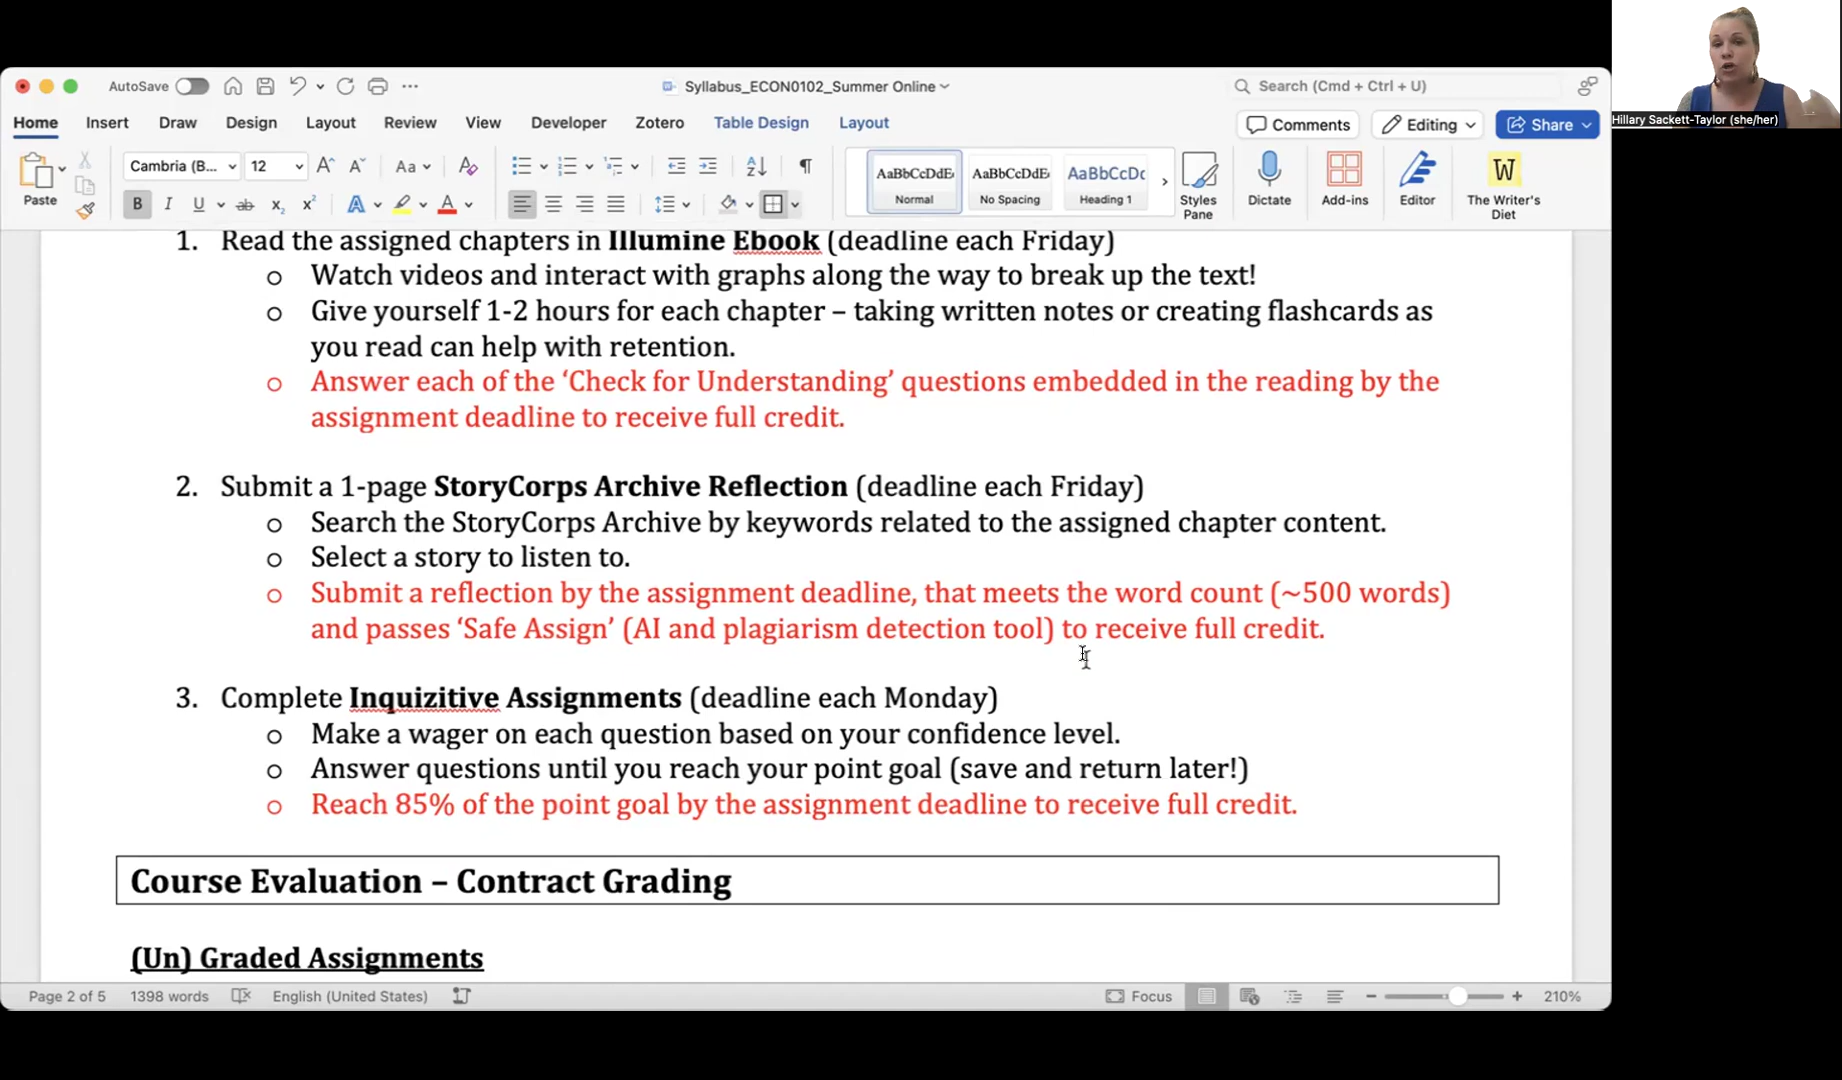 Hillary Sackett-Taylor (she/her)
AutoSave
Syllabus_ECON0102_Summer Online
Search (Cmd + Ctrl + U)
Home Insert Draw Design Layout Review View Developer Zotero Table Design Layout
Comments Editing Share
Paste
Cambria (B... 12
AaBbCcDdE AaBbCcDdE AaBbCcDc
Normal No Spacing Heading 1
Styles Pane
Dictate
Add-ins
Editor
The Writer's Diet
1. Read the assigned chapters in Illumine Ebook (deadline each Friday)
o Watch videos and interact with graphs along the way to break up the text!
o Give yourself 1-2 hours for each chapter – taking written notes or creating flashcards as
you read can help with retention.
o Answer each of the ‘Check for Understanding’ questions embedded in the reading by the
assignment deadline to receive full credit.
2. Submit a 1-page StoryCorps Archive Reflection (deadline each Friday)
o Search the StoryCorps Archive by keywords related to the assigned chapter content.
o Select a story to listen to.
o Submit a reflection by the assignment deadline, that meets the word count (~500 words)
and passes ‘Safe Assign’ (AI and plagiarism detection tool) to receive full credit.
3. Complete Inquizitive Assignments (deadline each Monday)
o Make a wager on each question based on your confidence level.
o Answer questions until you reach your point goal (save and return later!)
o Reach 85% of the point goal by the assignment deadline to receive full credit.
Course Evaluation – Contract Grading
(Un) Graded Assignments
Page 2 of 5 1398 words English (United States) Focus 210%